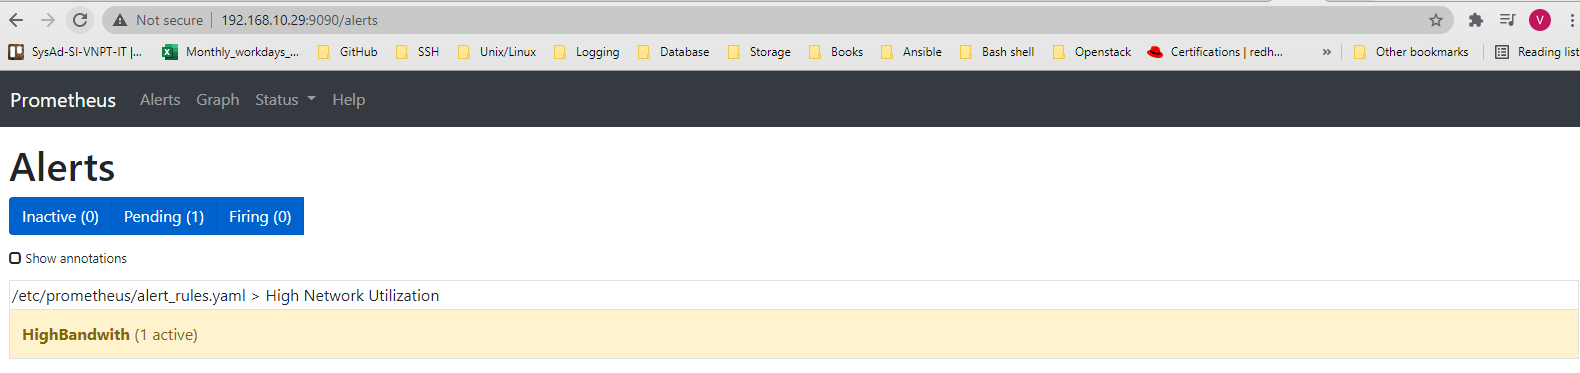 Not secure | 192.168.10.29:9090/alerts V
SysAd-SI-VNPT-IT |... Monthly_workdays_... GitHub SSH Unix/Linux Logging Database Storage Books Ansible Bash shell Openstack Certifications | redh... » Other bookmarks Reading list
Prometheus Alerts Graph Status Help
Alerts
Inactive (0) Pending (1) Firing (0)
Show annotations
/etc/prometheus/alert_rules.yaml > High Network Utilization
HighBandwith (1 active)